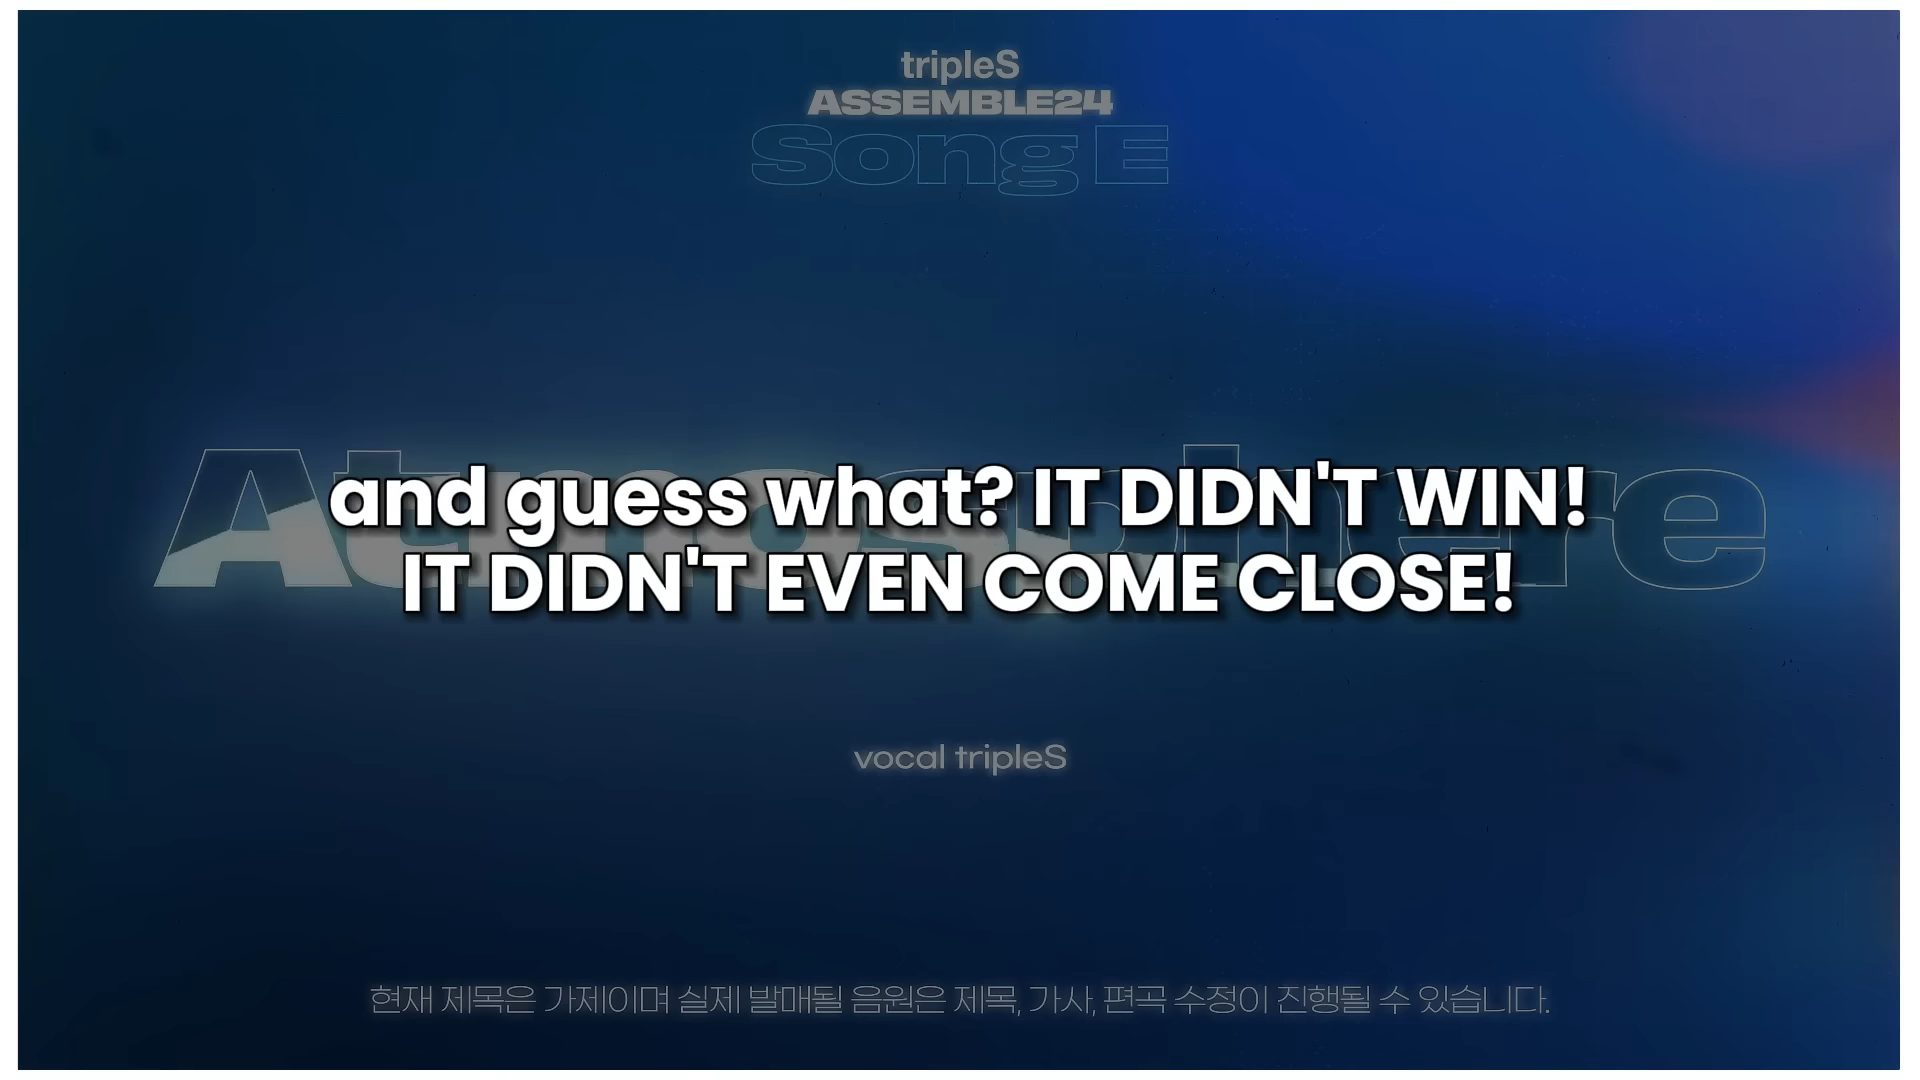 tripleS
ASSEMBLE24
Song E
Atmosphere
and guess what? IT DIDN'T WIN!
IT DIDN'T EVEN COME CLOSE!
vocal tripleS
현재 제목은 가제이며 실제 발매될 음원은 제목, 가사, 편곡 수정이 진행될 수 있습니다.